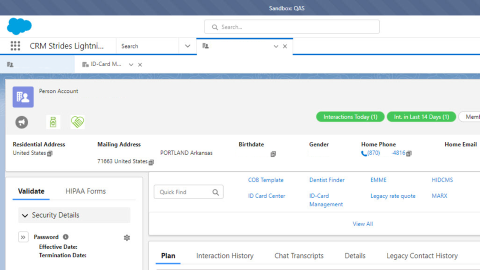 Sandbox: QAS
Search...
CRM Strides Lightni...
Search
ID-Card M...
Person Account
Interactions Today (1)
Int. in Last 14 Days (1)
Memb
Residential Address
Mailing Address
Birthdate
Gender
Home Phone
Home Email
United States
PORTLAND Arkansas
71663 United States
(870)
4816
Validate
HIPAA Forms
Security Details
Password
Effective Date:
Termination Date:
Quick Find
CDB Template
Dentist Finder
EMME
HIDCMS
ID Card Center
ID-Card Management
Legacy rate quote
MARX
View All
Plan
Interaction History
Chat Transcripts
Details
Legacy Contact History